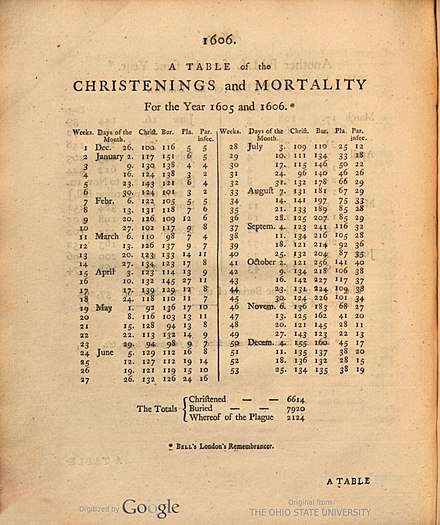 1606.
A TABLE of the
CHRISTENINGS and MORTALITY
For the Year 1605 and 1606.*
Weeks. Days of the Month. Christ. Bur. Pla. Par. infec.
1 Dec. 26. 100 116 5 5
2 January 2. 117 151 6 5
3 9. 130 138 4 4
4 16. 124 138 3 2
5 23. 143 121 6 4
6 30. 124 101 3 2
7 Febr. 6. 122 105 5 5
8 13. 131 118 7 6
9 20. 126 109 12 6
10 27. 102 117 9 8
11 March 6. 110 98 7 4
12 13. 126 137 9 7
13 20. 123 133 14 11
14 27. 134 123 17 8
15 April 3. 123 114 13 9
16 10. 132 145 27 11
17 17. 139 129 12 8
18 24. 118 110 11 7
19 May 1. 92 136 17 10
20 8. 116 103 13 11
21 15. 128 94 13 8
22 22. 113 132 14 9
23 29. 94 98 9 7
24 June 5. 129 112 16 8
25 12. 127 112 19 14
26 19. 121 119 15 10
27 26. 132 126 24 16
Weeks. Days of the Month. Christ. Bur. Pla. Par. infec.
28 July 3. 109 110 25 12
29 10. 111 134 33 18
30 17. 115 146 50 22
31 24. 96 140 46 26
32 31. 132 178 66 29
33 August 7. 131 181 67 29
34 14. 141 197 75 33
35 21. 133 189 85 28
36 28. 125 207 85 29
37 Septem. 4. 123 241 116 32
38 11. 134 216 105 28
39 18. 121 214 92 36
40 25. 132 204 87 35
41 October 2. 121 256 141 40
42 9. 134 218 106 38
43 16. 142 227 117 37
44 23. 131 224 109 38
45 30. 124 226 101 34
46 Novem. 6. 136 183 68 27
47 13. 125 162 41 20
48 20. 121 145 28 11
49 27. 143 123 22 13
50 Decem. 4. 155 160 45 17
51 11. 135 137 38 20
52 18. 136 132 28 15
53 25. 134 135 38 19
The Totals
Christened — — 6614
Buried — — 7920
Whereof of the Plague 2124
* BELL's London's Remembrancer.
A TABLE
Digitized by Google
Original from
THE OHIO STATE UNIVERSITY